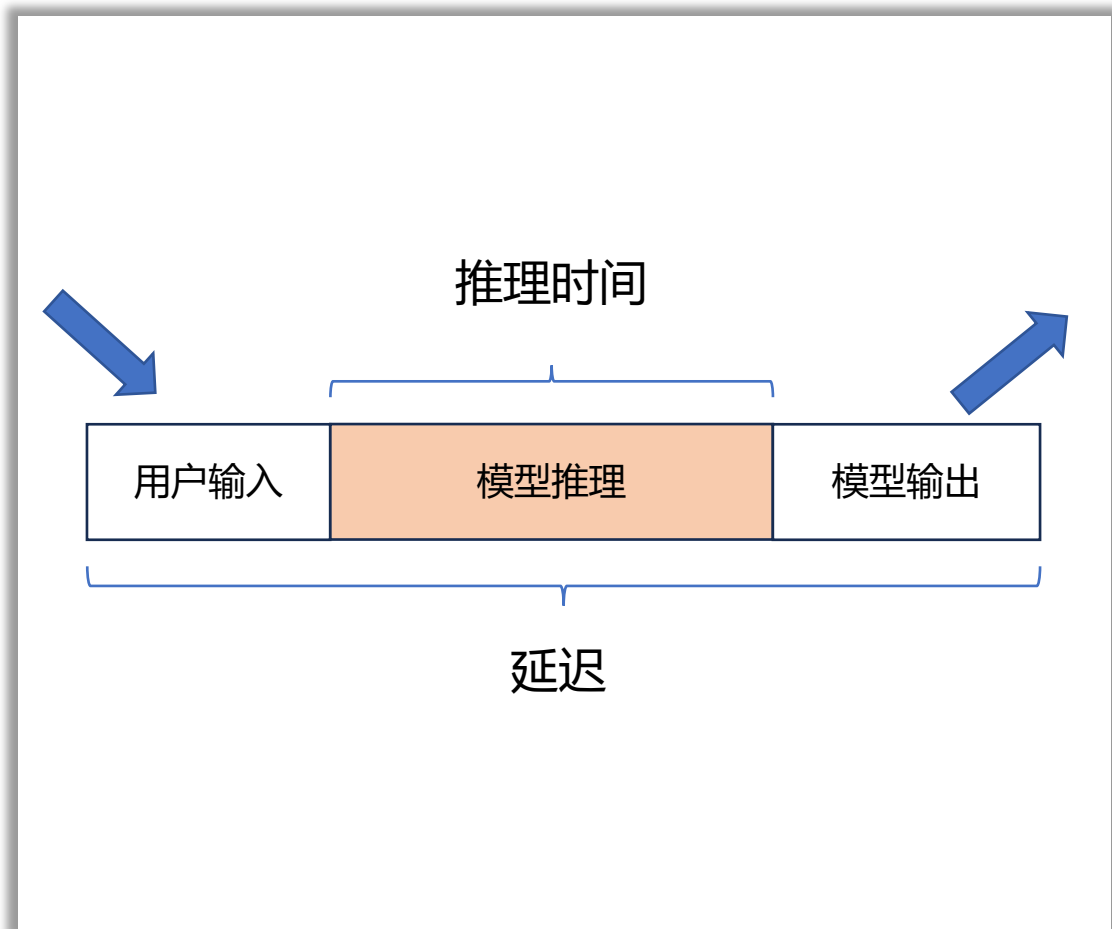 推理时间
用户输入
模型推理
模型输出
延迟